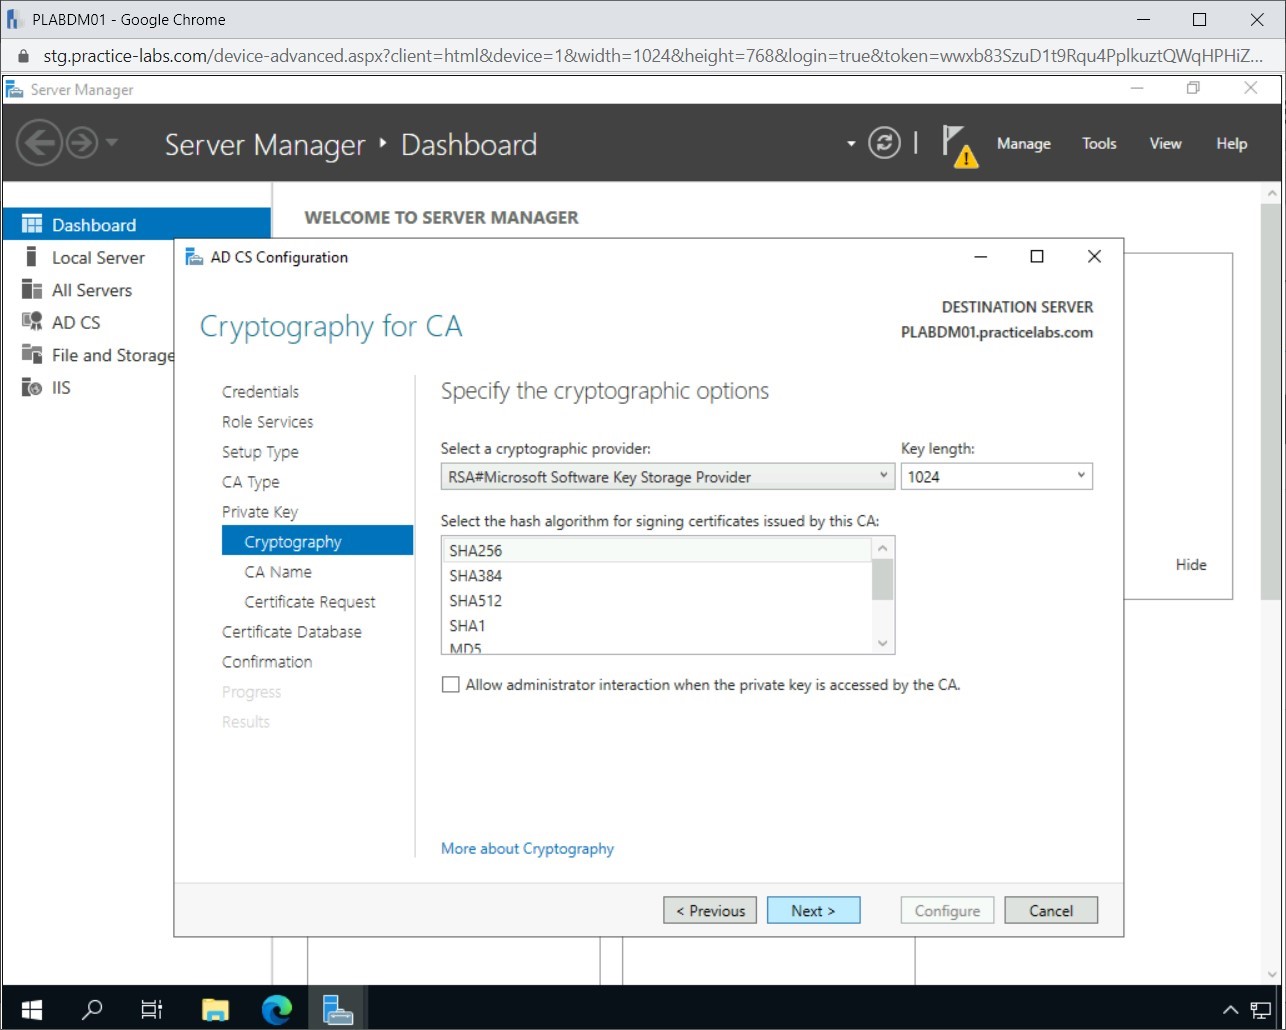 PLABDM01 - Google Chrome
stg.practice-labs.com/device-advanced.aspx?client=html&device=1&width=1024&height=768&login=true&token=wwxb83SzuD1t9Rqu4PplkuztQWqHPHiZ...
Server Manager
Server Manager ‣ Dashboard
Manage Tools View Help
Dashboard
Local Server
All Servers
AD CS
File and Storage
IIS
WELCOME TO SERVER MANAGER
Hide
AD CS Configuration
Cryptography for CA
DESTINATION SERVER
PLABDM01.practicelabs.com
Credentials
Role Services
Setup Type
CA Type
Private Key
Cryptography
CA Name
Certificate Request
Certificate Database
Confirmation
Progress
Results
Specify the cryptographic options
Select a cryptographic provider: Key length:
RSA#Microsoft Software Key Storage Provider 1024
Select the hash algorithm for signing certificates issued by this CA:
SHA256
SHA384
SHA512
SHA1
MD5
Allow administrator interaction when the private key is accessed by the CA.
More about Cryptography
< Previous Next > Configure Cancel